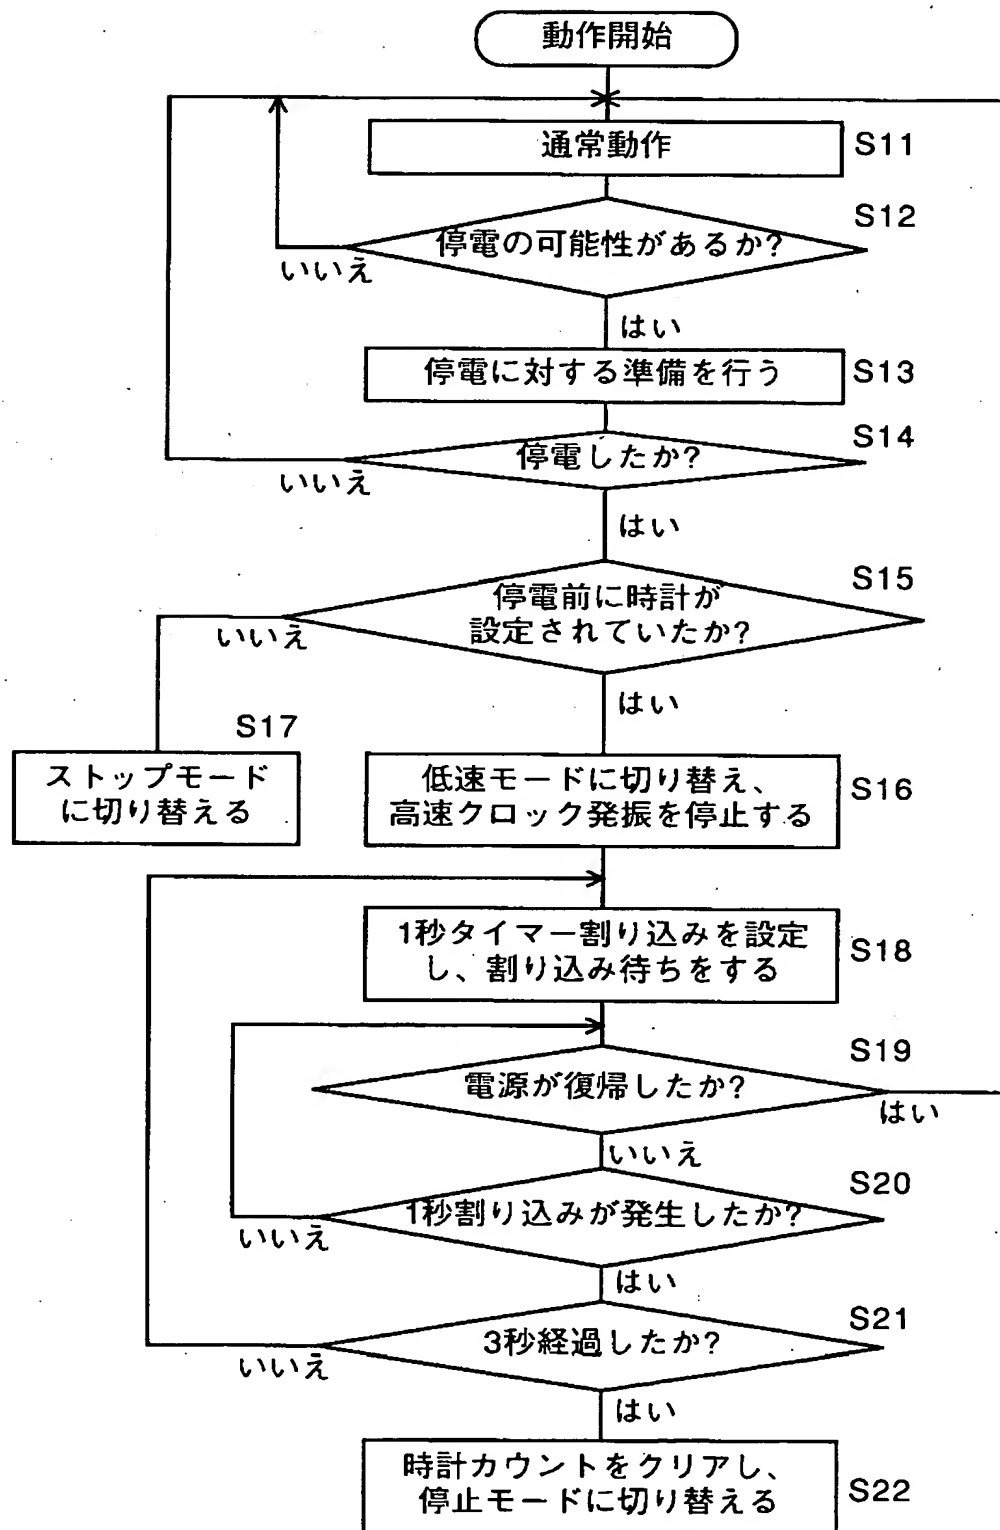 動作開始
通常動作
S11
停電の可能性があるか?
S12
いいえ
はい
停電に対する準備を行う
S13
停電したか?
S14
いいえ
はい
停電前に時計が
設定されていたか?
S15
いいえ
はい
S17
ストップモード
に切り替える
低速モードに切り替え、
高速クロック発振を停止する
S16
1秒タイマー割り込みを設定
し、割り込み待ちをする
S18
電源が復帰したか?
S19
はい
いいえ
1秒割り込みが発生したか?
S20
いいえ
はい
3秒経過したか?
S21
いいえ
はい
時計カウントをクリアし、
停止モードに切り替える
S22